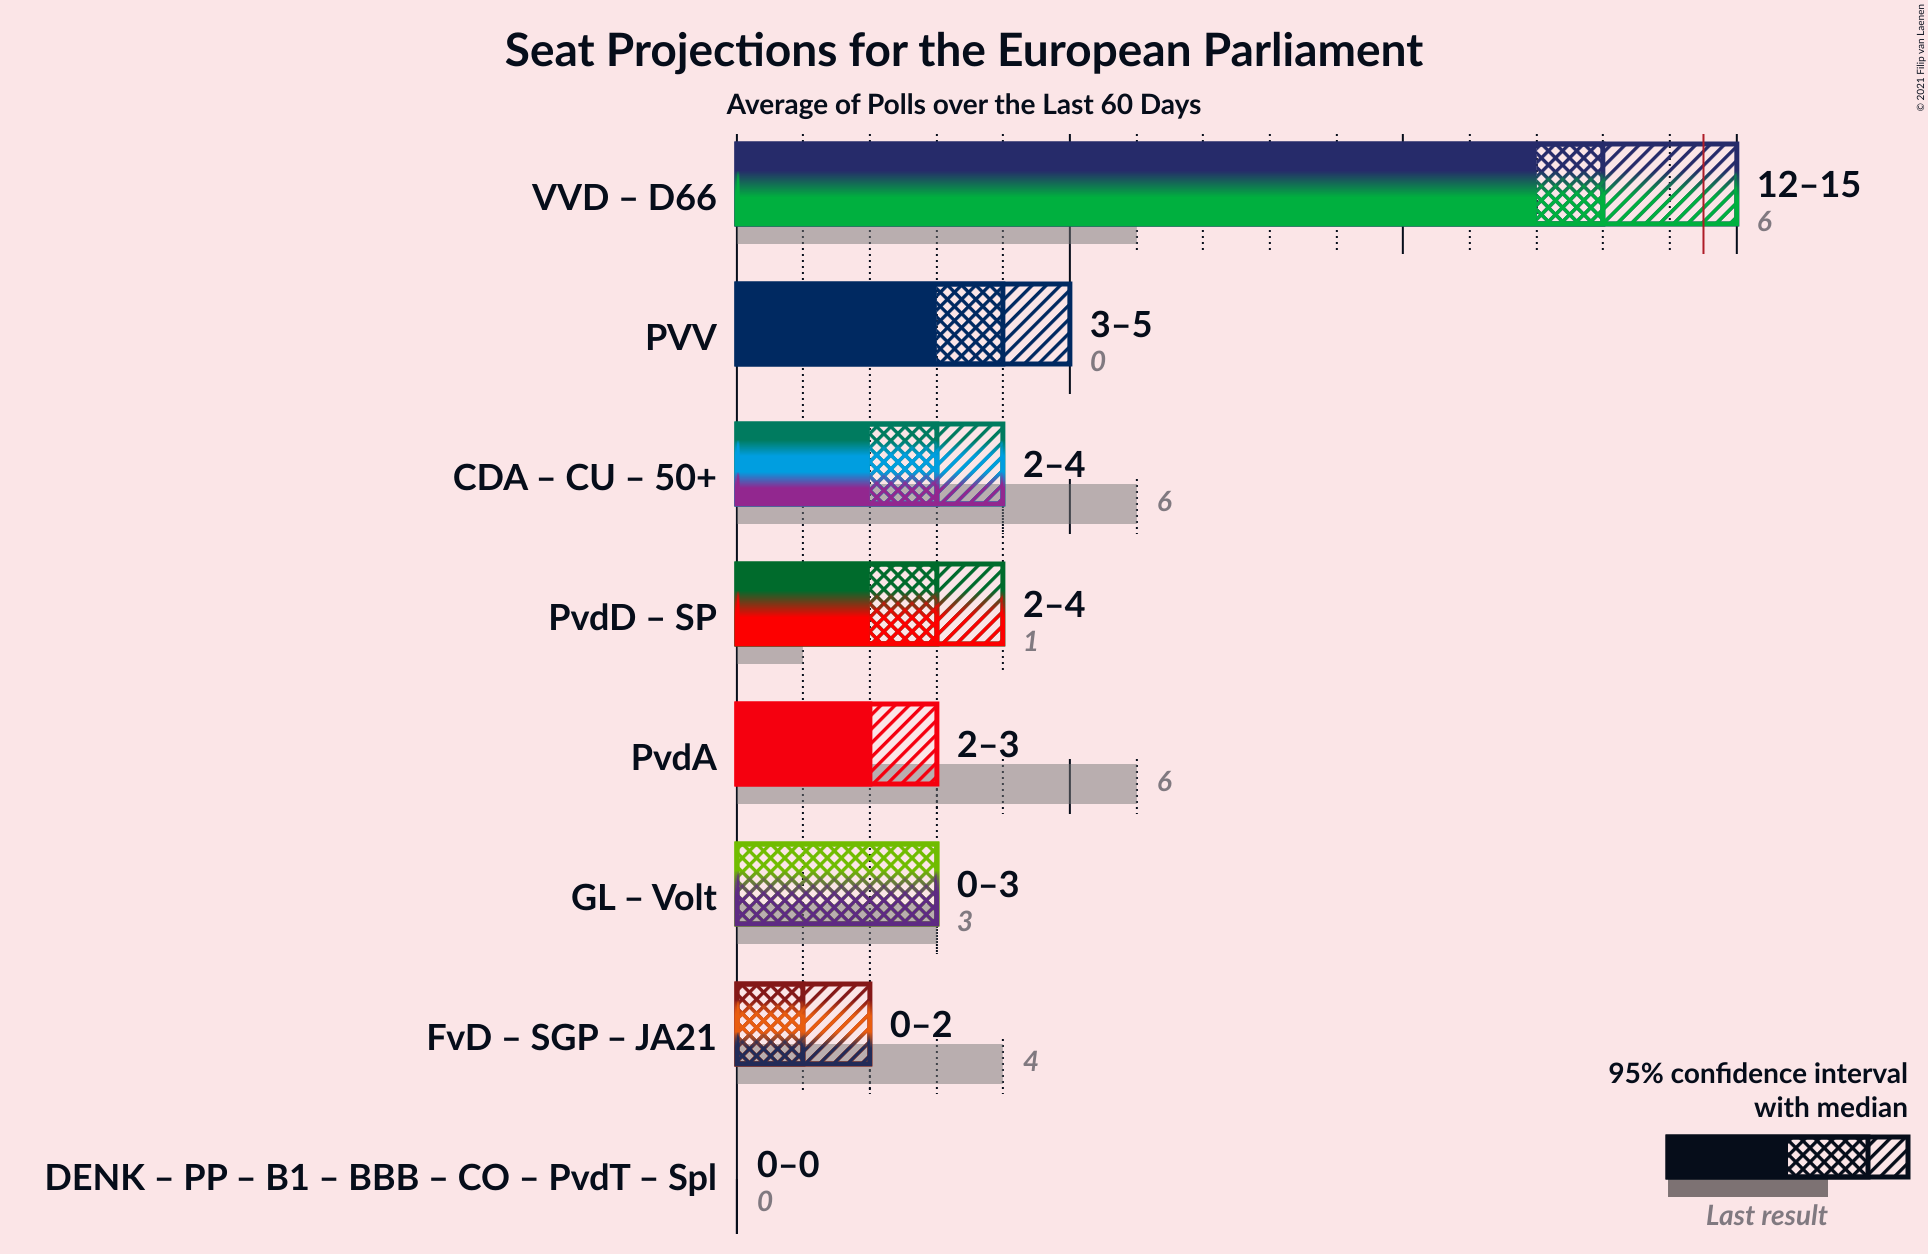 Seat Projections for the European Parliament
Average of Polls over the Last 60 Days
© 2021 Filip van Laenen
VVD – D66
12–15
6
PVV
3–5
0
CDA – CU – 50+
2–4
6
PvdD – SP
2–4
1
PvdA
2–3
6
GL – Volt
0–3
3
FvD – SGP – JA21
0–2
4
DENK – PP – B1 – BBB – CO – PvdT – Spl
0–0
0
95% confidence interval
with median
Last result